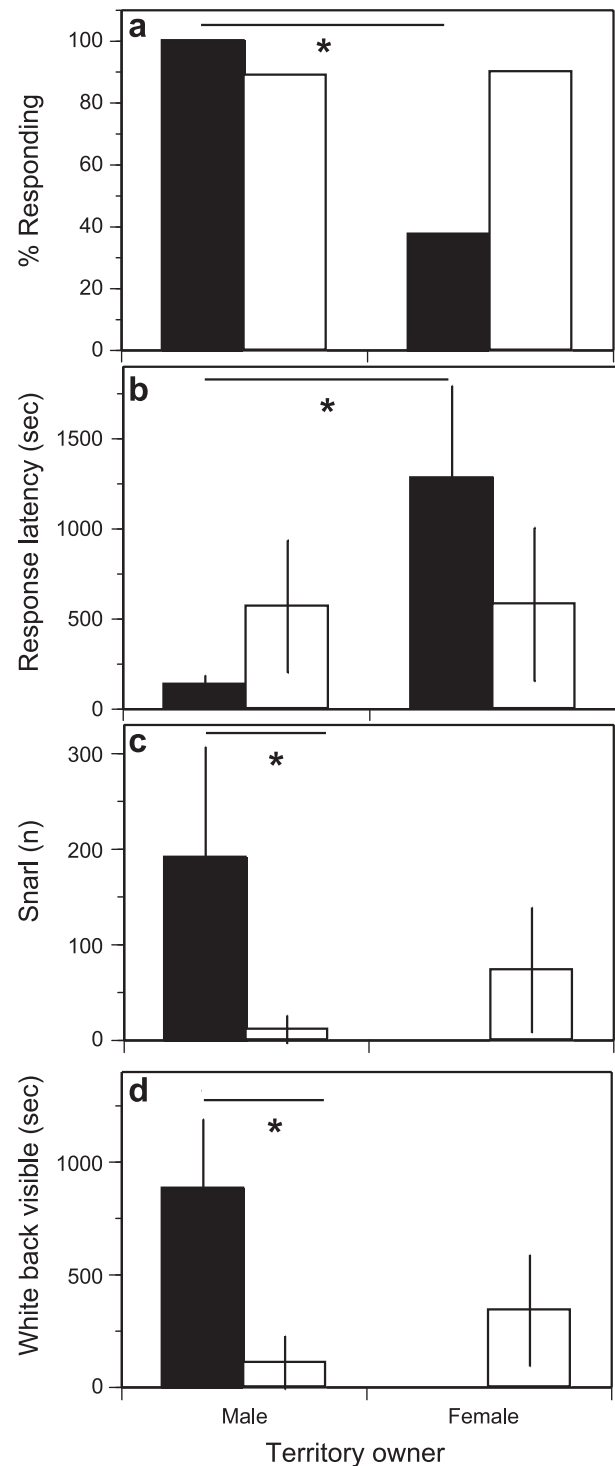 a
*
% Responding
100
80
60
40
20
0
b
*
Response latency (sec)
1500
1000
500
0
c
*
Snarl (n)
300
200
100
0
d
*
White back visible (sec)
1000
500
0
Male
Female
Territory owner